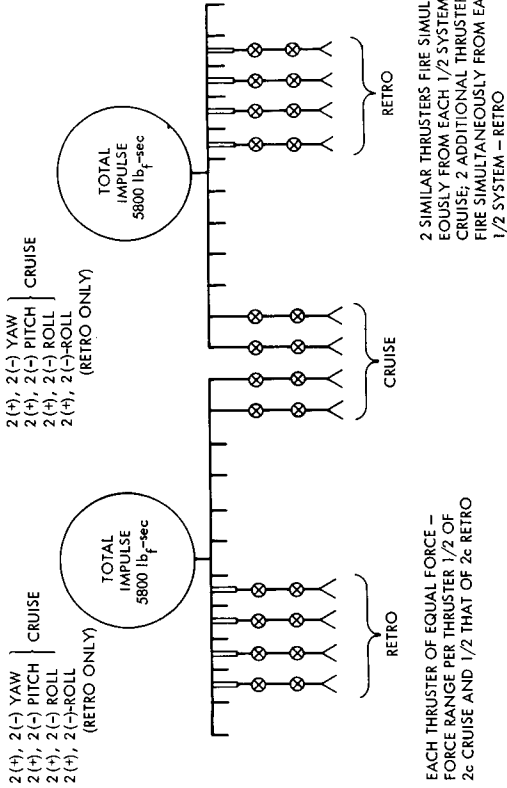 2(+), 2(-) YAW
2(+), 2(-) PITCH } CRUISE
2(+), 2(-) ROLL
2(+), 2(-)-ROLL
(RETRO ONLY)
TOTAL
IMPULSE
5800 lbf-sec
RETRO
EACH THRUSTER OF EQUAL FORCE –
FORCE RANGE PER THRUSTER 1/2 OF
2c CRUISE AND 1/2 THAT OF 2c RETRO
CRUISE
2(+), 2(-) YAW
2(+), 2(-) PITCH } CRUISE
2(+), 2(-) ROLL
2(+), 2(-)-ROLL
(RETRO ONLY)
TOTAL
IMPULSE
5800 lbf-sec
RETRO
2 SIMILAR THRUSTERS FIRE SIMUL
EOUSLY FROM EACH 1/2 SYSTEM
CRUISE; 2 ADDITIONAL THRUSTE
FIRE SIMULTANEOUSLY FROM EA
1/2 SYSTEM – RETRO